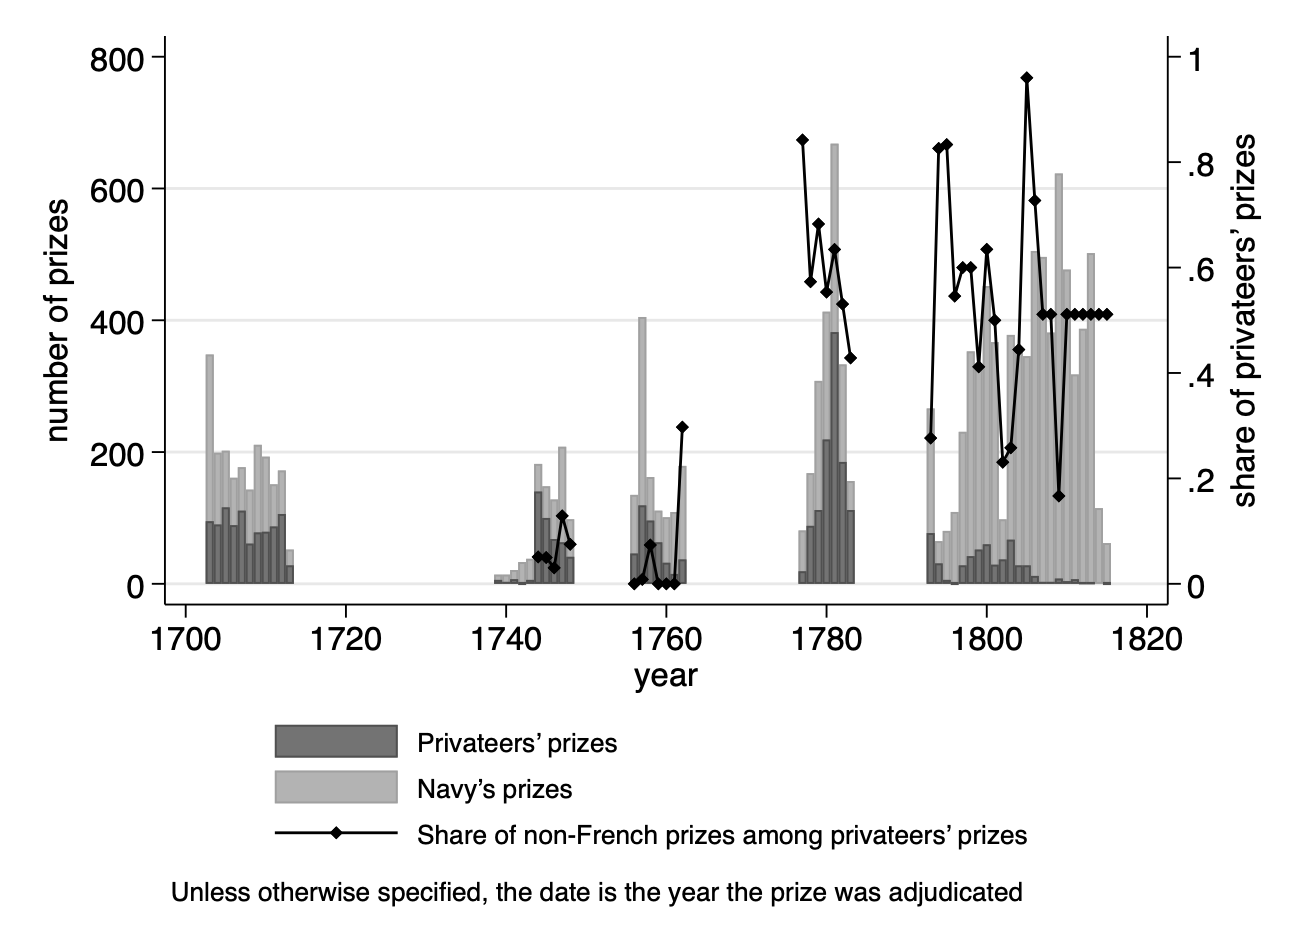 800
600
400
200
0
number of prizes
1
.8
.6
.4
.2
0
share of privateers’ prizes
1700 1720 1740 1760 1780 1800 1820
year
Privateers’ prizes
Navy’s prizes
Share of non-French prizes among privateers’ prizes
Unless otherwise specified, the date is the year the prize was adjudicated